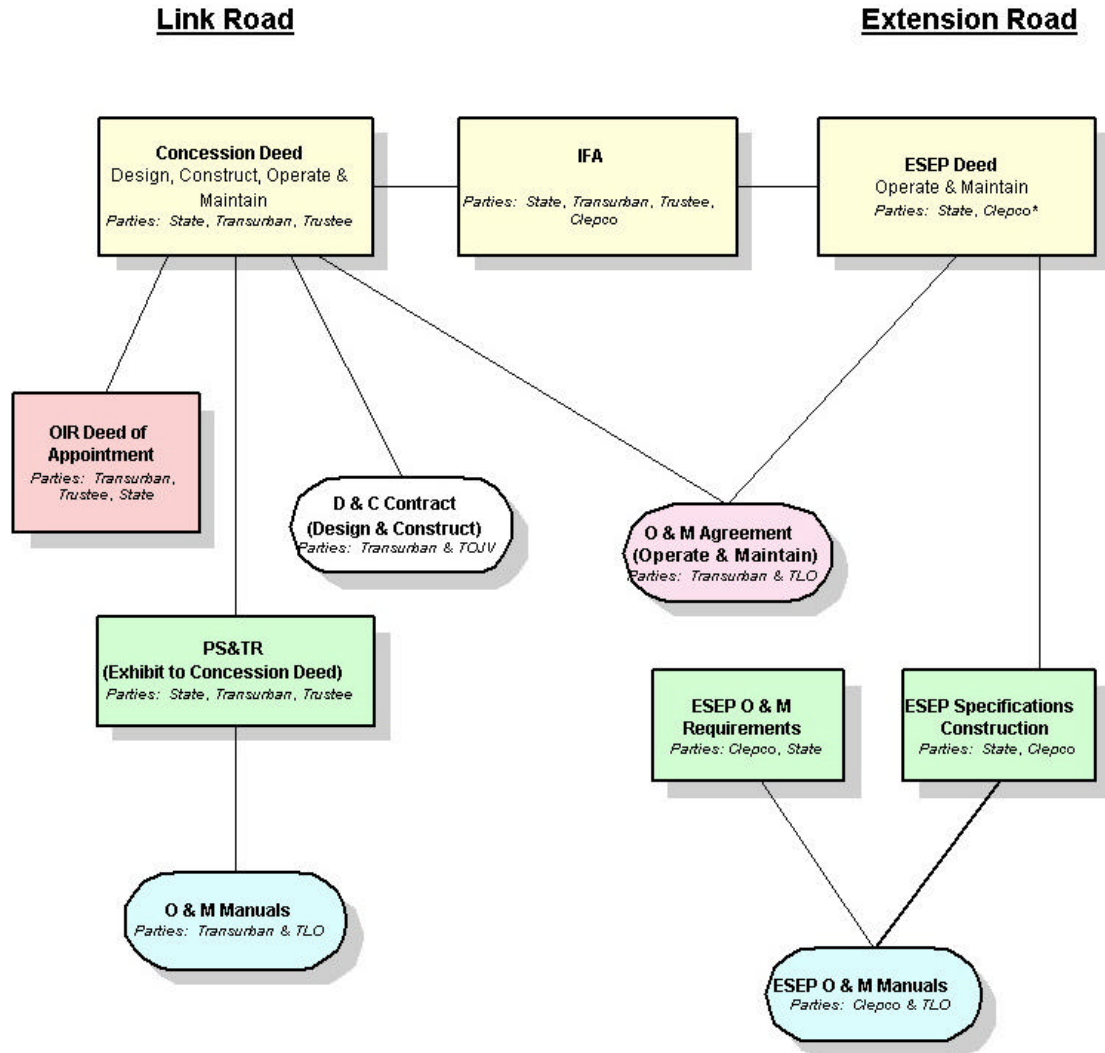 Link Road
Extension Road
Concession Deed
Design, Construct, Operate &
Maintain
Parties: State, Transurban, Trustee
IFA
Parties: State, Transurban, Trustee,
Clepco
ESEP Deed
Operate & Maintain
Parties: State, Clepco*
OIR Deed of
Appointment
Parties: Transurban,
Trustee, State
D & C Contract
(Design & Construct)
Parties: Transurban & TOJV
O & M Agreement
(Operate & Maintain)
Parties: Transurban & TLO
PS&TR
(Exhibit to Concession Deed)
Parties: State, Transurban, Trustee
ESEP O & M
Requirements
Parties: Clepco, State
ESEP Specifications
Construction
Parties: State, Clepco
O & M Manuals
Parties: Transurban & TLO
ESEP O & M Manuals
Parties: Clepco & TLO